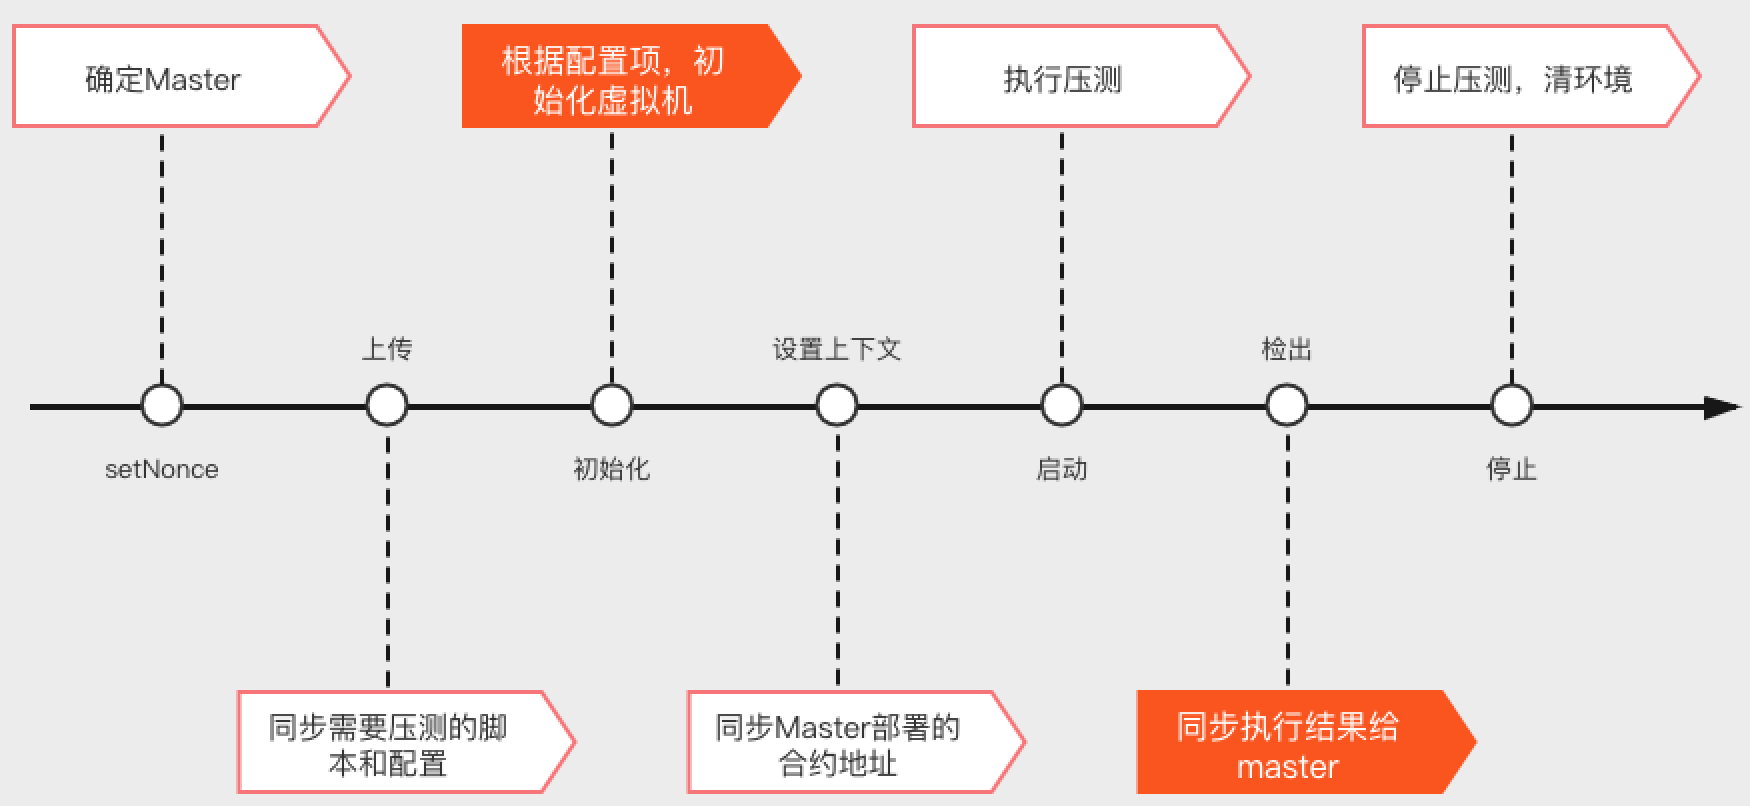 确定Master
根据配置项，初
始化虚拟机
执行压测
停止压测，清环境
上传
设置上下文
检出
setNonce
初始化
启动
停止
同步需要压测的脚
本和配置
同步Master部署的
合约地址
同步执行结果给
master